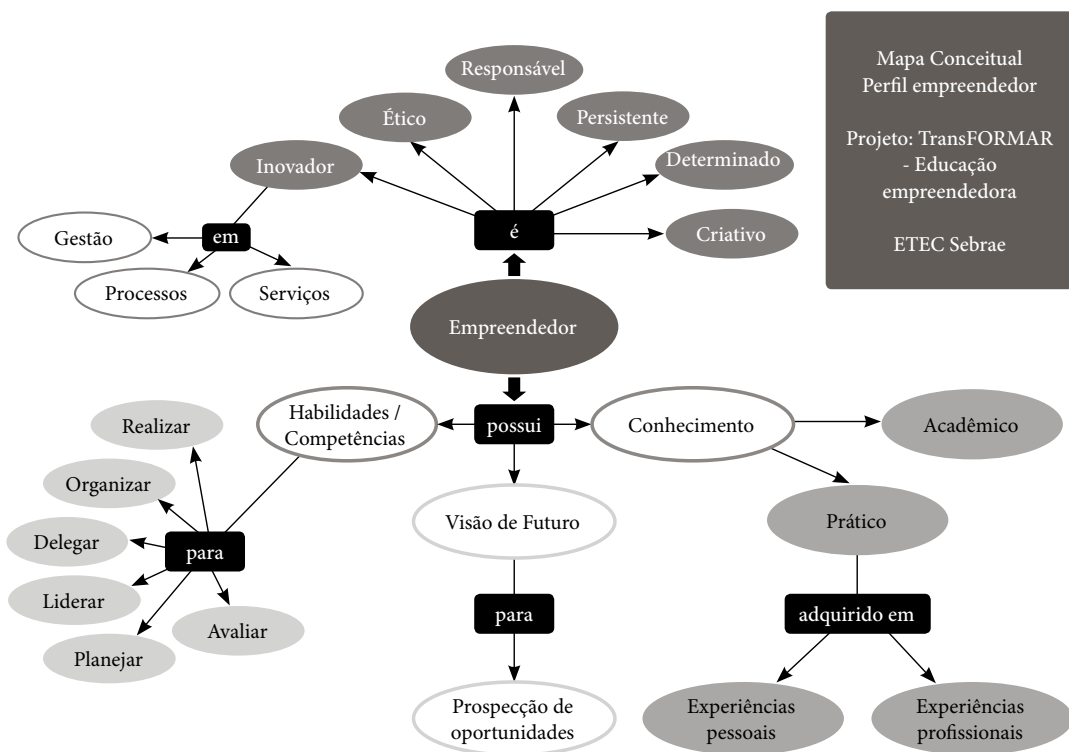 Mapa Conceitual
Perfil empreendedor
Projeto: TransFORMAR
- Educação
empreendedora
ETEC Sebrae
Responsável
Ético
Persistente
Inovador
Determinado
Criativo
é
em
Gestão
Processos
Serviços
Empreendedor
possui
Habilidades /
Competências
Conhecimento
Acadêmico
Realizar
Organizar
Delegar
para
Liderar
Planejar
Avaliar
Visão de Futuro
para
Prospecção de
oportunidades
Prático
adquirido em
Experiências
pessoais
Experiências
profissionais